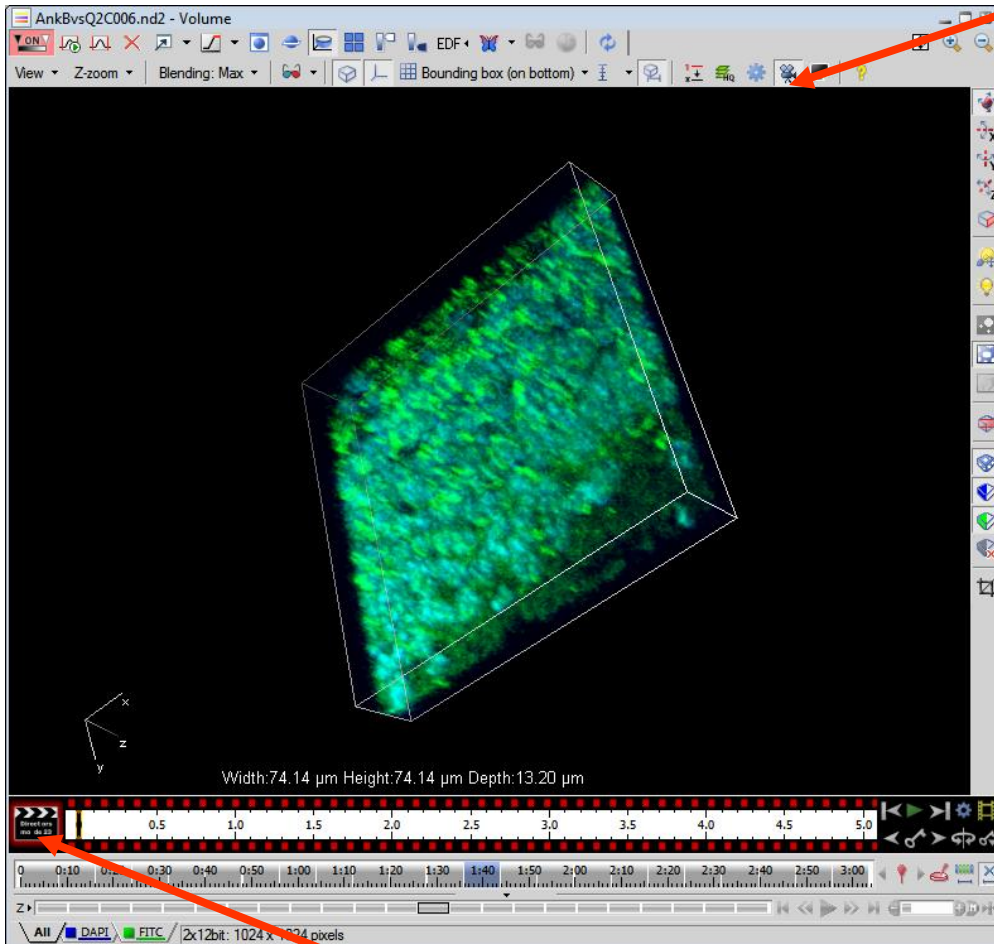 AnkBvsQ2C006.nd2 - Volume
ON EDF
View Z-zoom Blending: Max Bounding box (on bottom) HQ
x
z
y
Width:74.14 µm Height:74.14 µm Depth:13.20 µm
0.5 1.0 1.5 2.0 2.5 3.0 3.5 4.0 4.5 5.0
0 0:10 0:20 0:30 0:40 0:50 1:00 1:10 1:20 1:30 1:40 1:50 2:00 2:10 2:20 2:30 2:40 2:50 3:00
Z
All DAPI FITC 2x12bit: 1024 x 1024 pixels